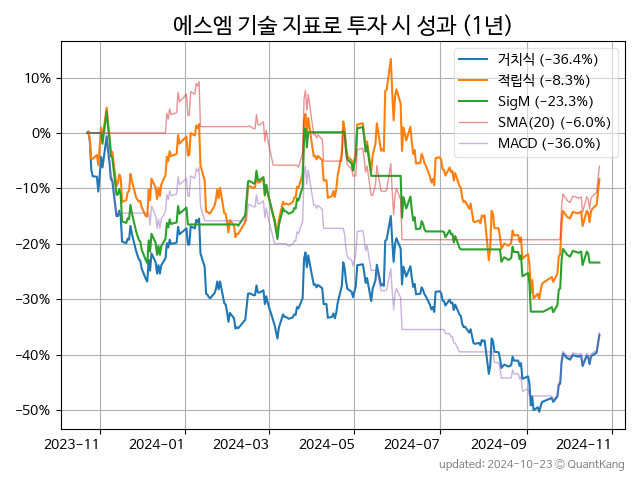 에스엠 기술 지표로 투자 시 성과 (1년)
거치식 (−36.4%)
적립식 (−8.3%)
SigM (−23.3%)
SMA(20) (−6.0%)
MACD (−36.0%)
10%
0%
−10%
−20%
−30%
−40%
−50%
2023-11 2024-01 2024-03 2024-05 2024-07 2024-09 2024-11
updated: 2024-10-23 © QuantKang